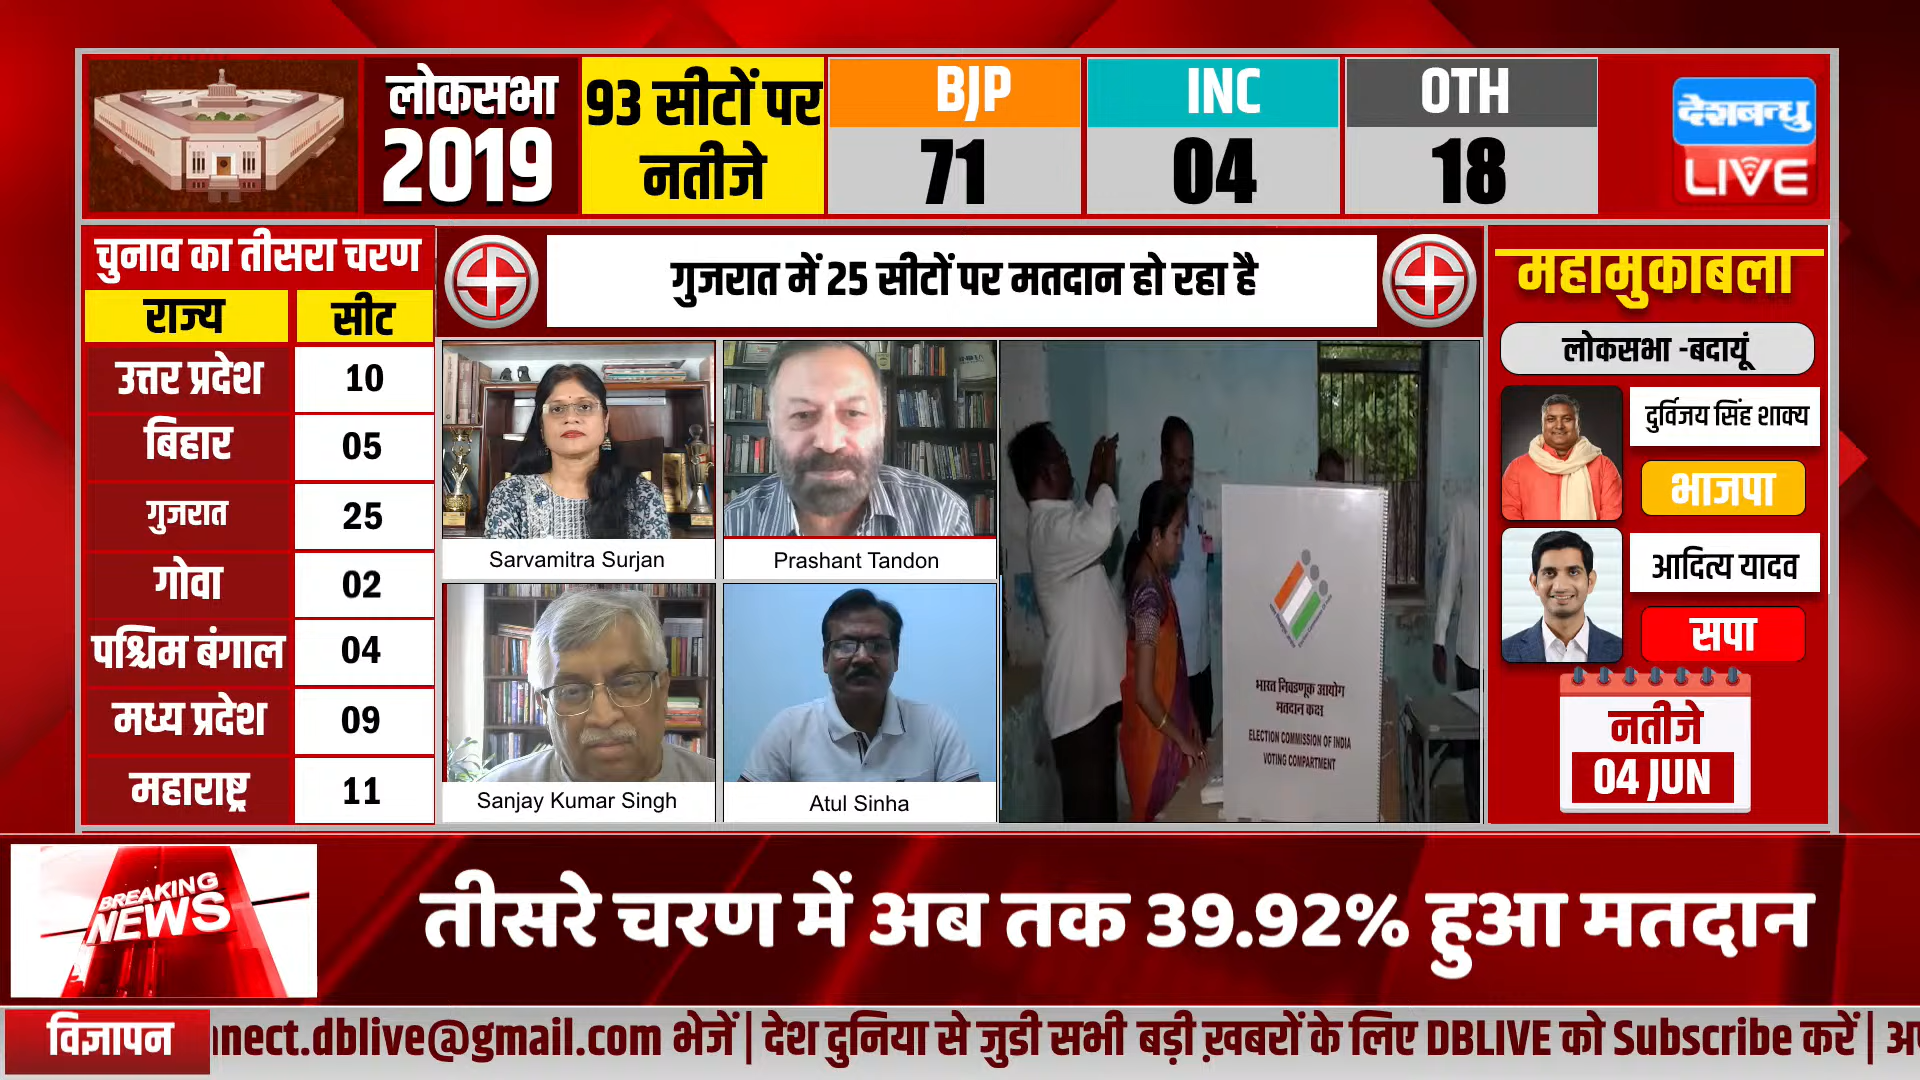 लोकसभा
2019
93 सीटों पर
नतीजे
BJP
71
INC
04
OTH
18
देशबन्धु
LIVE
चुनाव का तीसरा चरण
राज्य सीट
उत्तर प्रदेश 10
बिहार 05
गुजरात 25
गोवा 02
पश्चिम बंगाल 04
मध्य प्रदेश 09
महाराष्ट्र 11
गुजरात में 25 सीटों पर मतदान हो रहा है
Sarvamitra Surjan
Prashant Tandon
Sanjay Kumar Singh
Atul Sinha
भारत निवडणूक आयोग
मतदान कक्ष
ELECTION COMMISSION OF INDIA
VOTING COMPARTMENT
महामुकाबला
लोकसभा -बदायूं
दुर्विजय सिंह शाक्य
भाजपा
आदित्य यादव
सपा
नतीजे
04 JUN
BREAKING
NEWS
तीसरे चरण में अब तक 39.92% हुआ मतदान
विज्ञापन
nnect.dblive@gmail.com भेजें | देश दुनिया से जुडी सभी बड़ी ख़बरों के लिए DBLIVE को Subscribe करें |